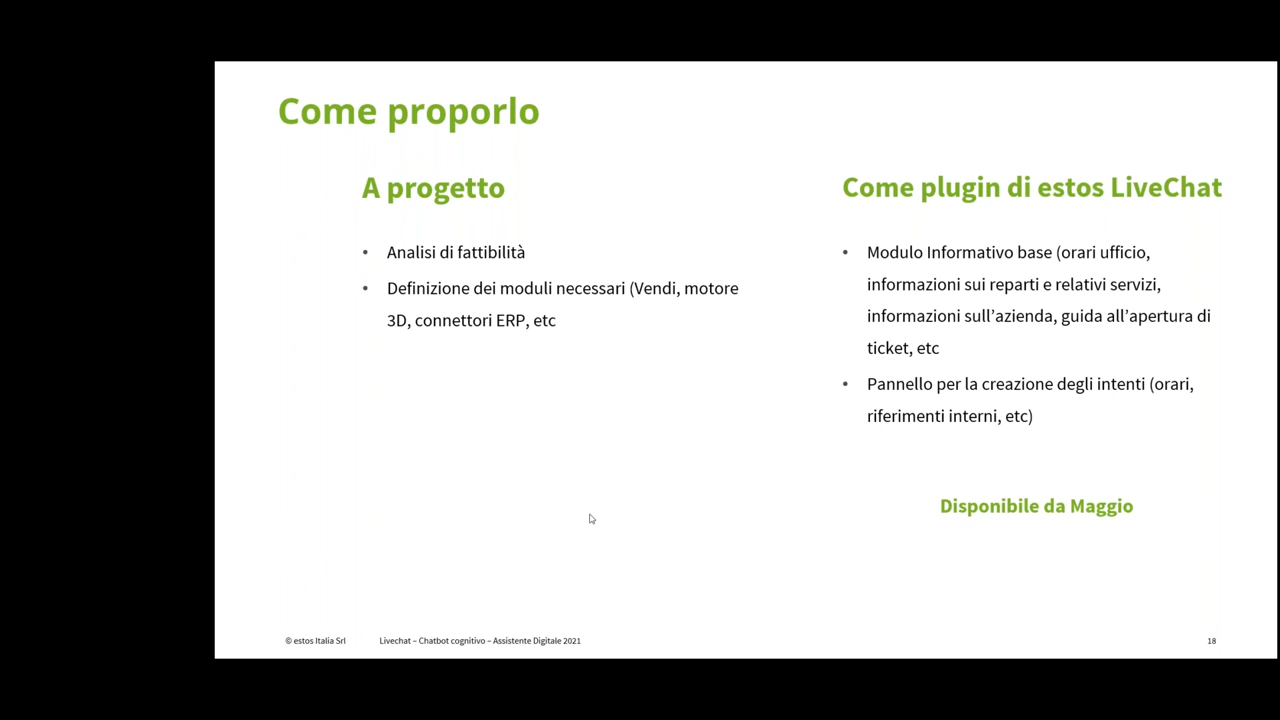 Come proporlo
A progetto
• Analisi di fattibilità
• Definizione dei moduli necessari (Vendi, motore
3D, connettori ERP, etc
Come plugin di estos LiveChat
• Modulo Informativo base (orari ufficio,
informazioni sui reparti e relativi servizi,
informazioni sull’azienda, guida all’apertura di
ticket, etc
• Pannello per la creazione degli intenti (orari,
riferimenti interni, etc)
Disponibile da Maggio
© estos Italia Srl
Livechat – Chatbot cognitivo – Assistente Digitale 2021
18